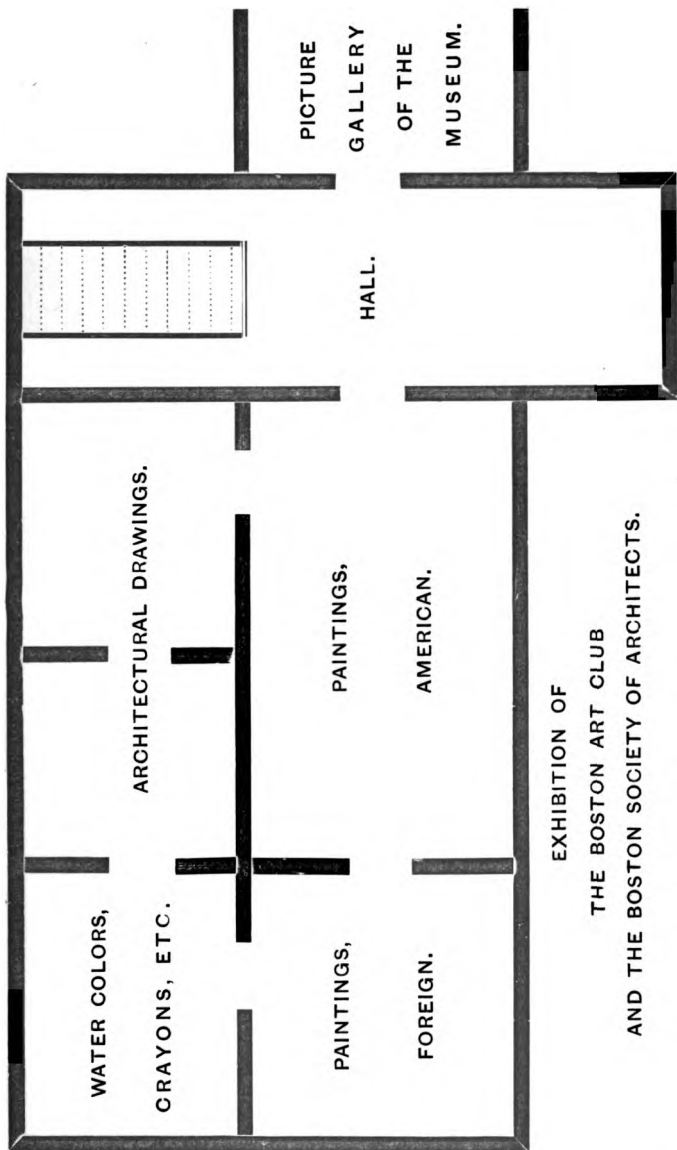 WATER COLORS,
CRAYONS, ETC.
ARCHITECTURAL DRAWINGS.
PAINTINGS,
FOREIGN.
PAINTINGS,
AMERICAN.
HALL.
PICTURE
GALLERY
OF THE
MUSEUM.
EXHIBITION OF
THE BOSTON ART CLUB
AND THE BOSTON SOCIETY OF ARCHITECTS.